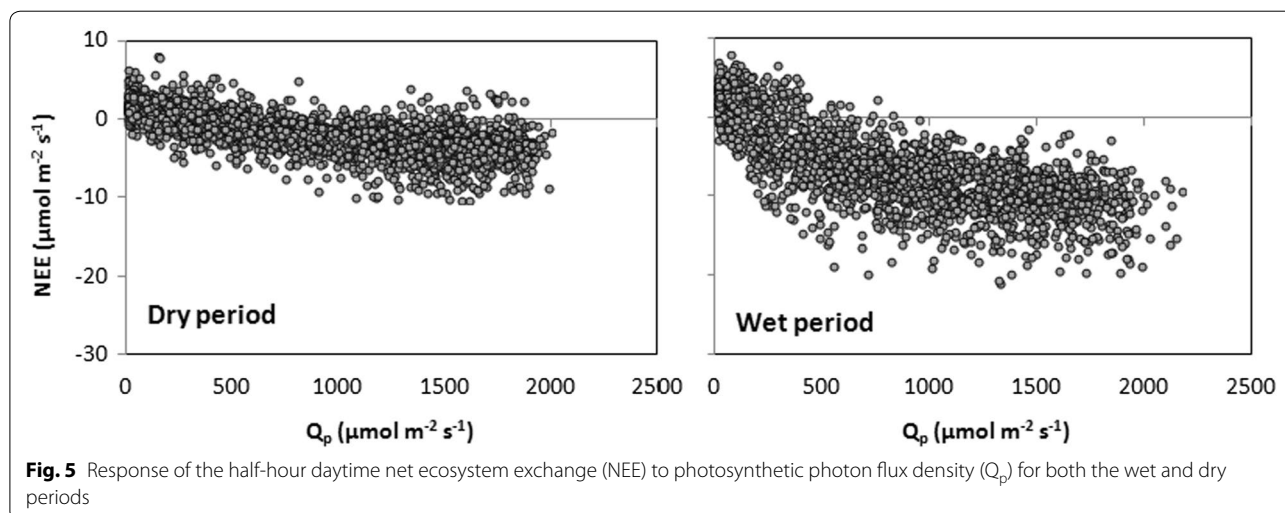 10
0
-10
-20
-30
NEE (µmol m⁻² s⁻¹)
Dry period
0 500 1000 1500 2000 2500
Qp (µmol m⁻² s⁻¹)
Wet period
0 500 1000 1500 2000 2500
Qp (µmol m⁻² s⁻¹)
Fig. 5 Response of the half-hour daytime net ecosystem exchange (NEE) to photosynthetic photon flux density (Qp) for both the wet and dry
periods